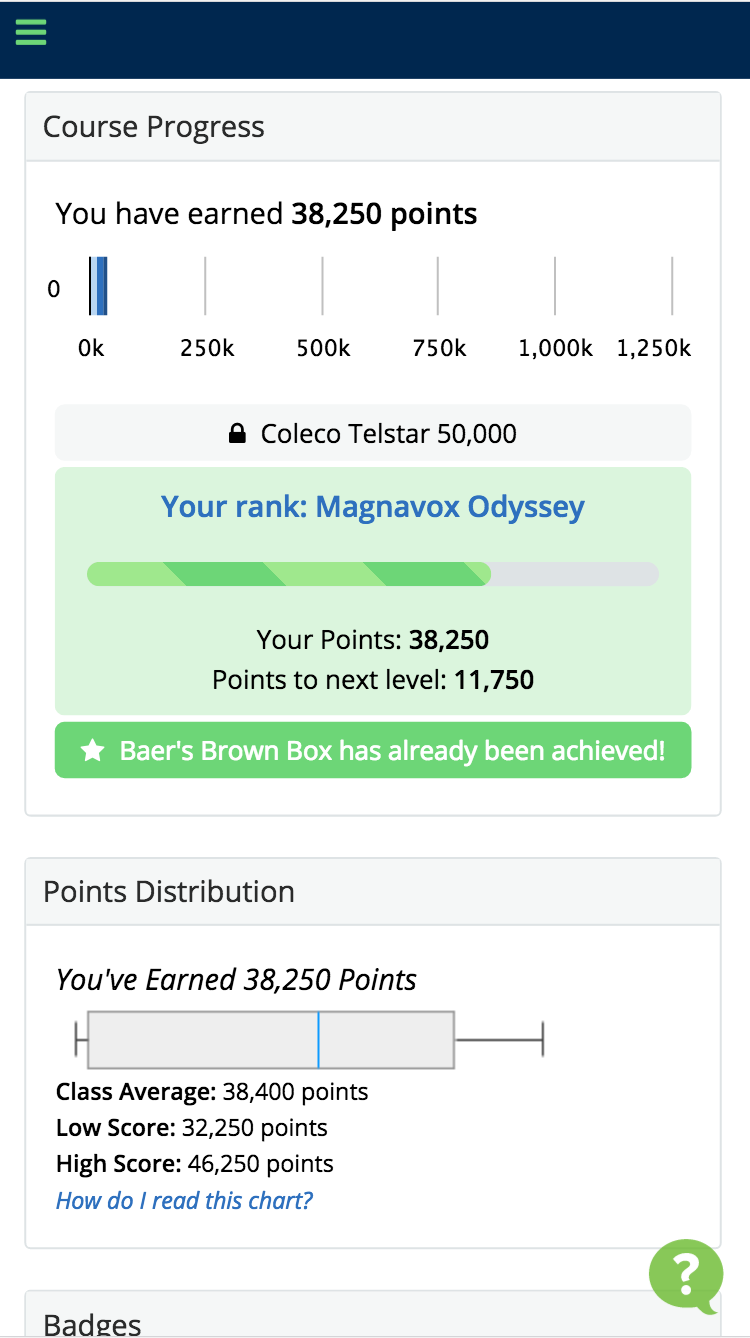 Course Progress
You have earned 38,250 points
0
0k 250k 500k 750k 1,000k 1,250k
Coleco Telstar 50,000
Your rank: Magnavox Odyssey
Your Points: 38,250
Points to next level: 11,750
Baer's Brown Box has already been achieved!
Points Distribution
You've Earned 38,250 Points
Class Average: 38,400 points
Low Score: 32,250 points
High Score: 46,250 points
How do I read this chart?
?
Badges